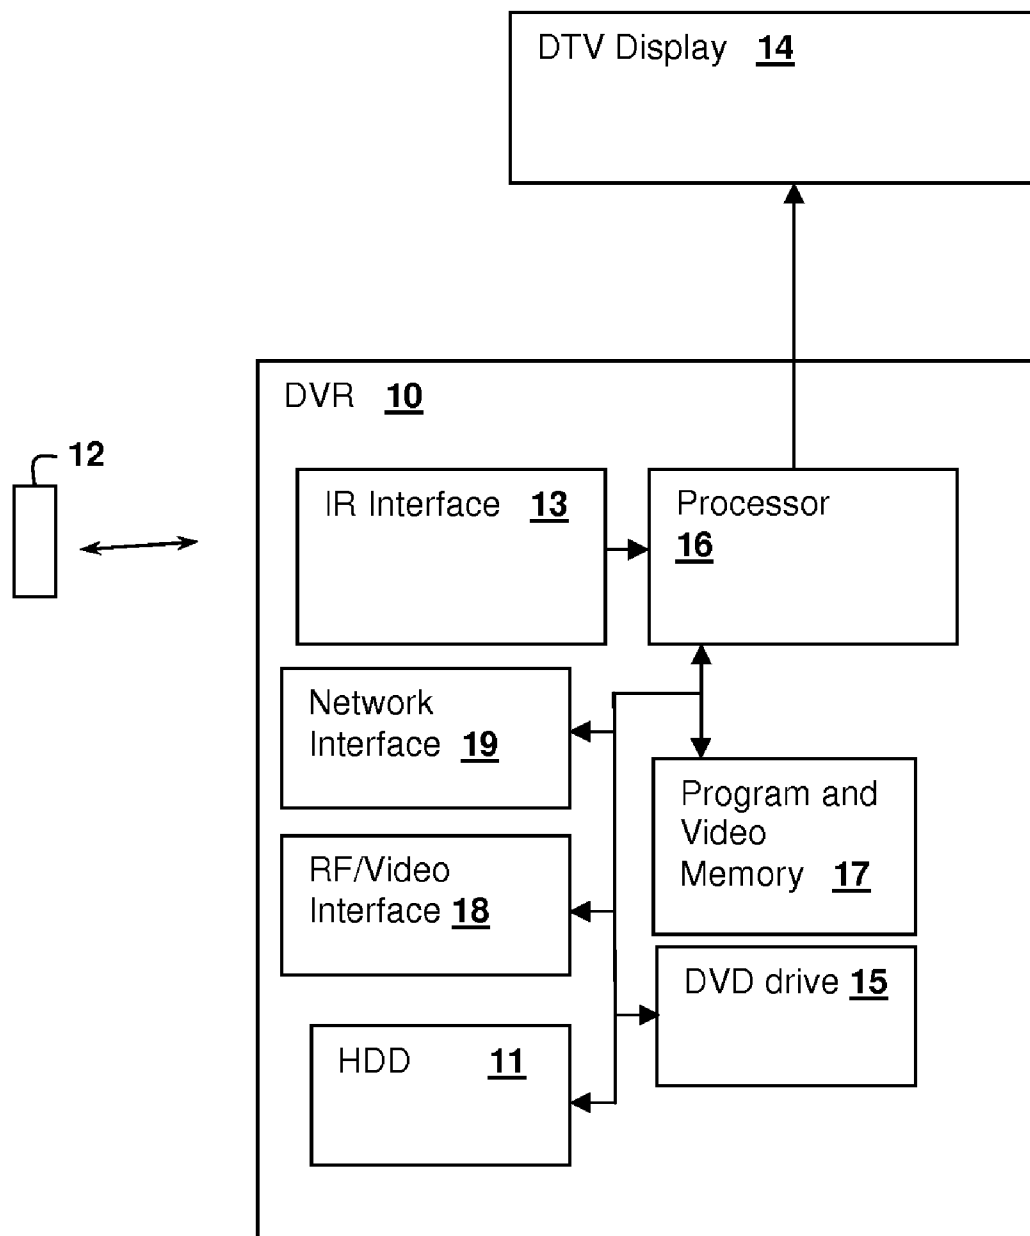 DTV Display 14
DVR 10
12
IR Interface 13
Processor
16
Network
Interface 19
Program and
Video
Memory 17
RF/Video
Interface 18
DVD drive 15
HDD 11